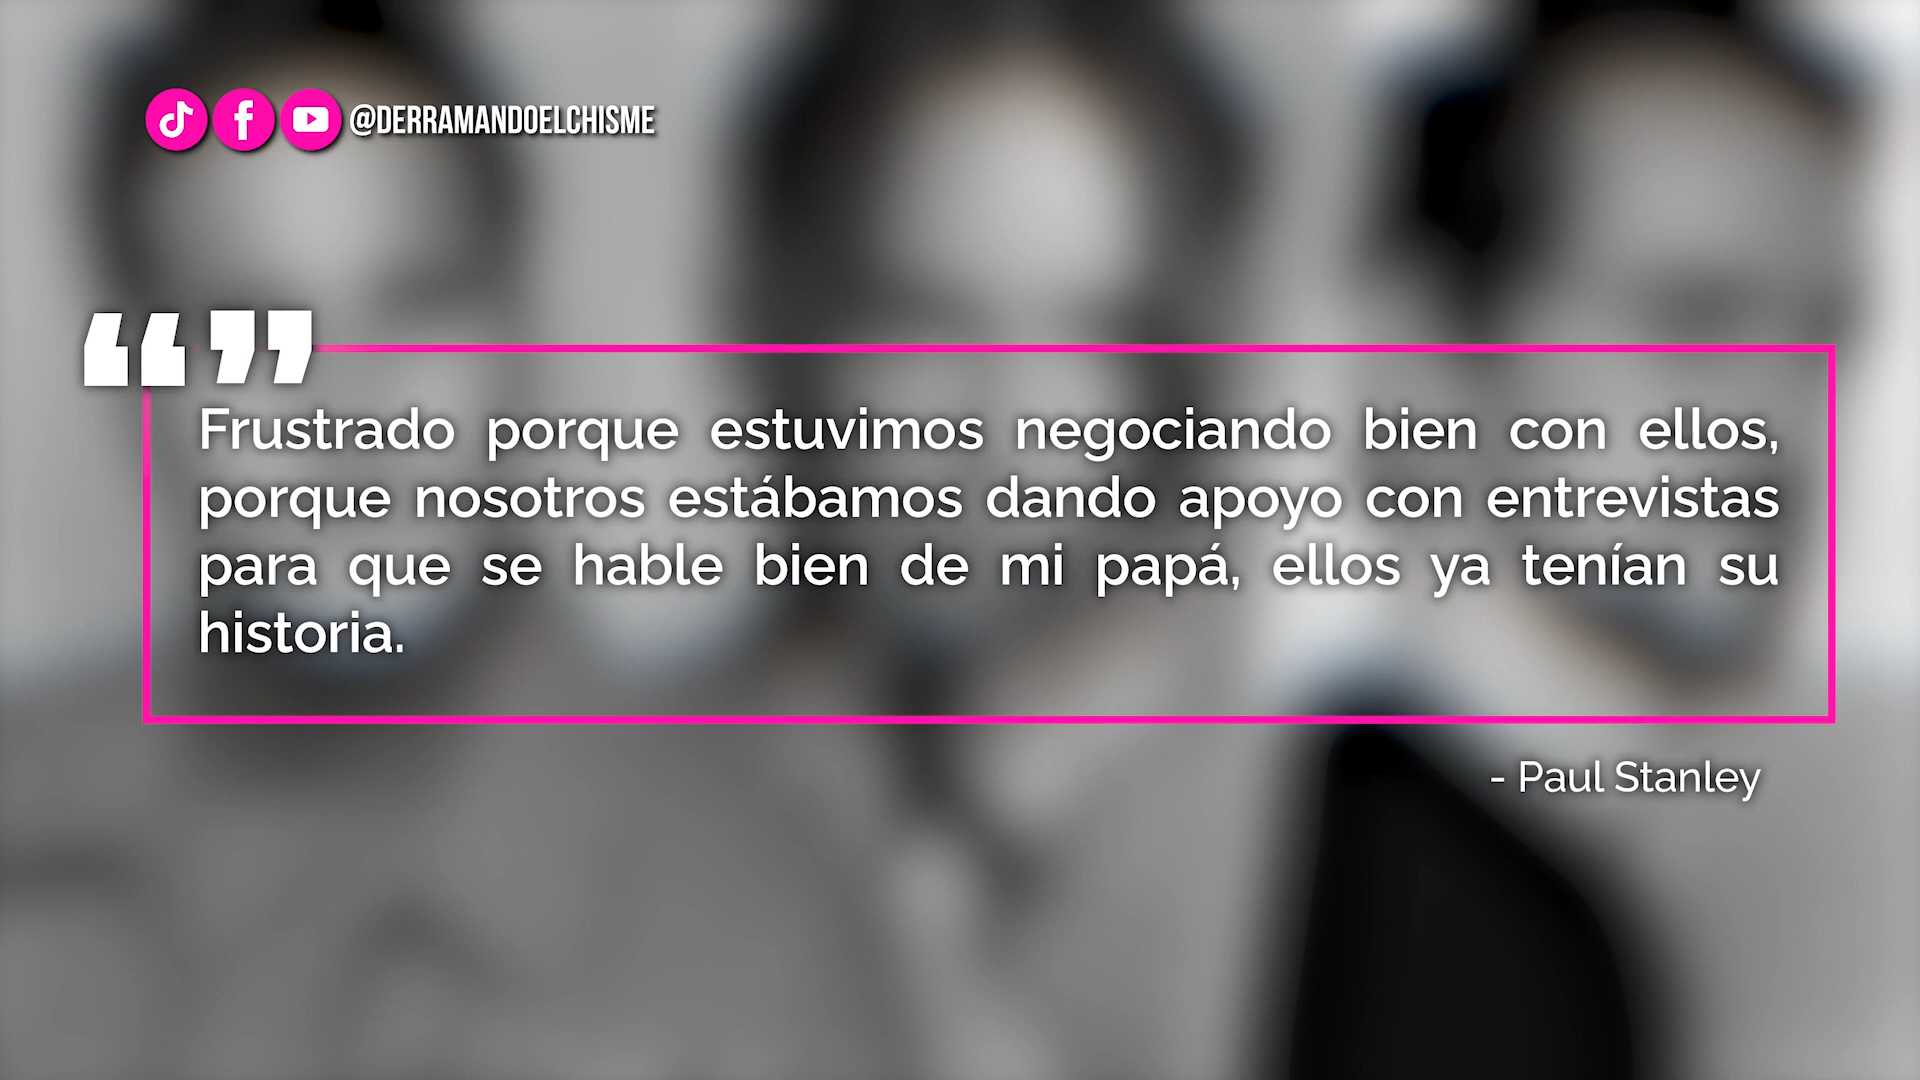 @DERRAMANDOELCHISME
“”
Frustrado porque estuvimos negociando bien con ellos,
porque nosotros estábamos dando apoyo con entrevistas
para que se hable bien de mi papá, ellos ya tenían su
historia.
- Paul Stanley